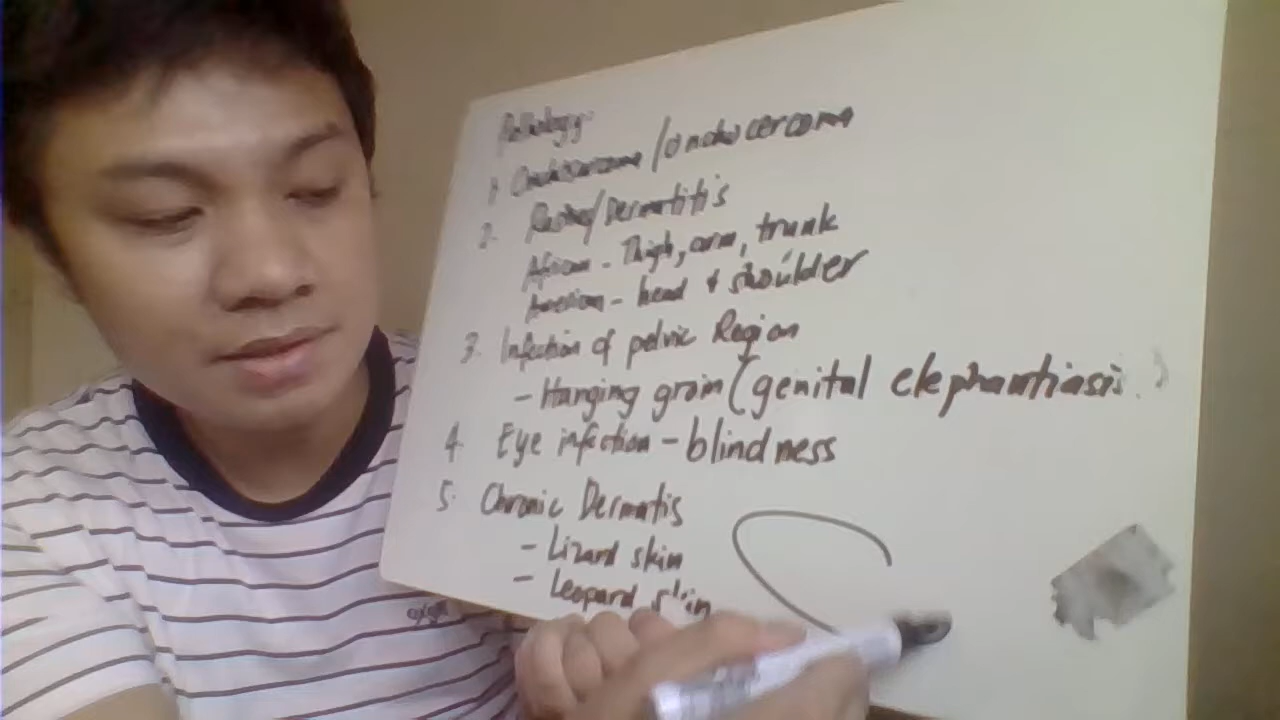 Pathology:
1. Onchocercoma / onchocercoma
2. Rashes/Dermatitis
African - Thigh, arm, trunk
American - head & shoulder
3. Infection of pelvic Region
- Hanging groin (genital elephantiasis)
4. Eye infection - blindness
5. Chronic Dermatis
- Lizard skin
- Leopard skin